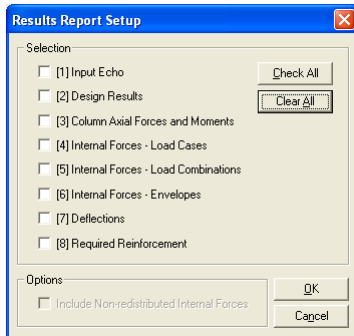 Results Report Setup
Selection
[1] Input Echo
Check All
[2] Design Results
Clear All
[3] Column Axial Forces and Moments
[4] Internal Forces - Load Cases
[5] Internal Forces - Load Combinations
[6] Internal Forces - Envelopes
[7] Deflections
[8] Required Reinforcement
Options
Include Non-redistributed Internal Forces
OK
Cancel